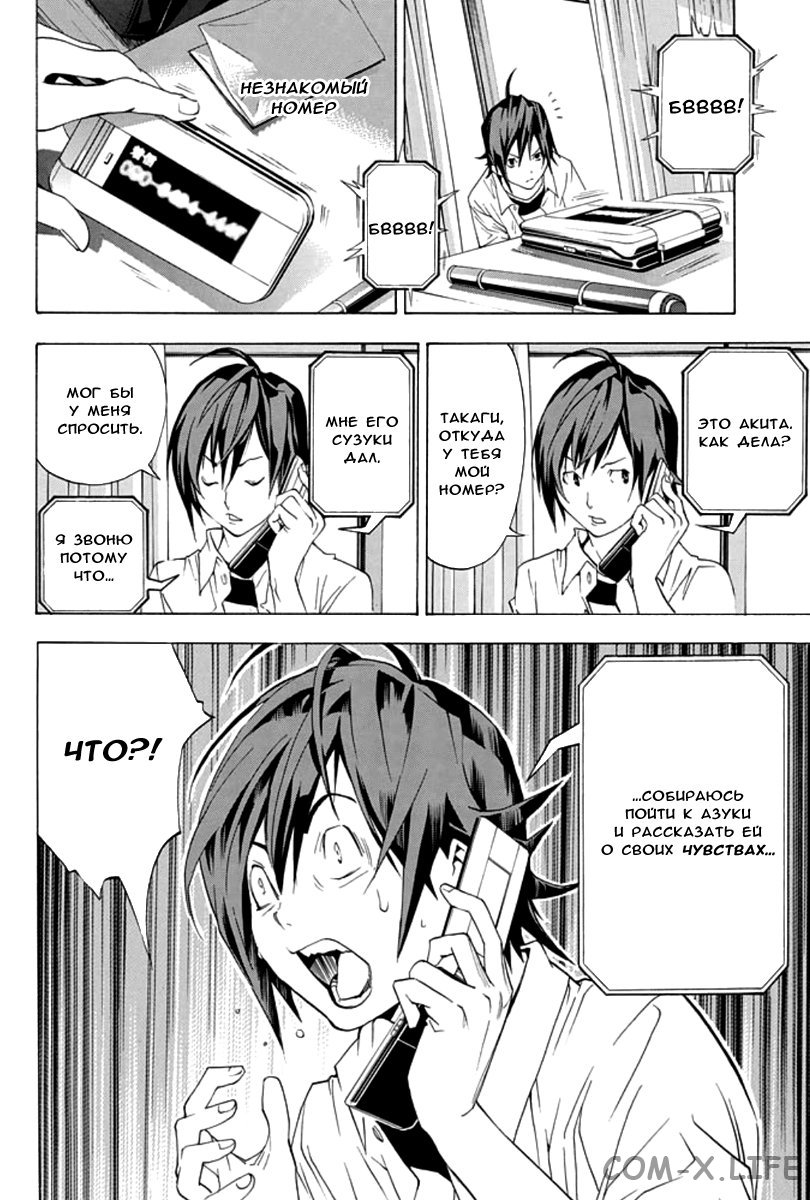 БВВВВ!
БВВВВ!
НЕЗНАКОМЫЙ
НОМЕР
ЭТО АКИТА.
КАК ДЕЛА?
ТАКАГИ,
ОТКУДА
У ТЕБЯ
МОЙ
НОМЕР?
МНЕ ЕГО
СУЗУКИ
ДАЛ.
МОГ БЫ
У МЕНЯ
СПРОСИТЬ.
Я ЗВОНЮ
ПОТОМУ
ЧТО...
...СОБИРАЮСЬ
ПОЙТИ К АЗУКИ
И РАССКАЗАТЬ ЕЙ
О СВОИХ ЧУВСТВАХ...
ЧТО?!
COM-X.LIFE